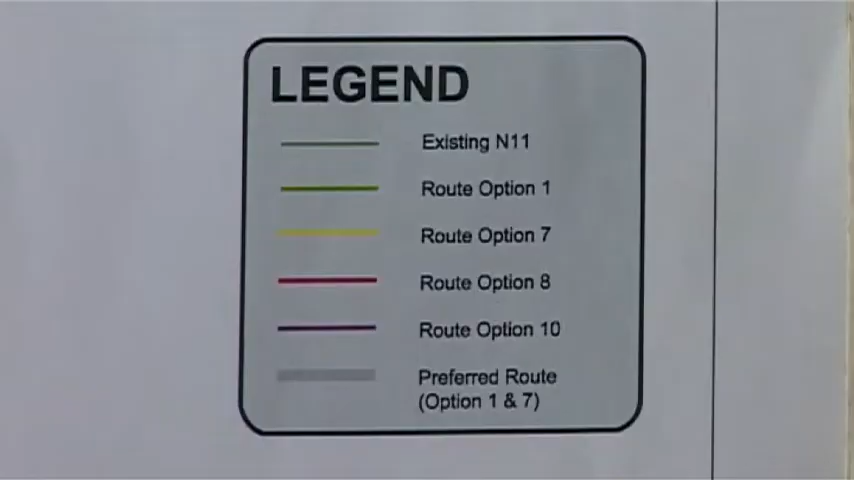 LEGEND
Existing N11
Route Option 1
Route Option 7
Route Option 8
Route Option 10
Preferred Route
(Option 1 & 7)